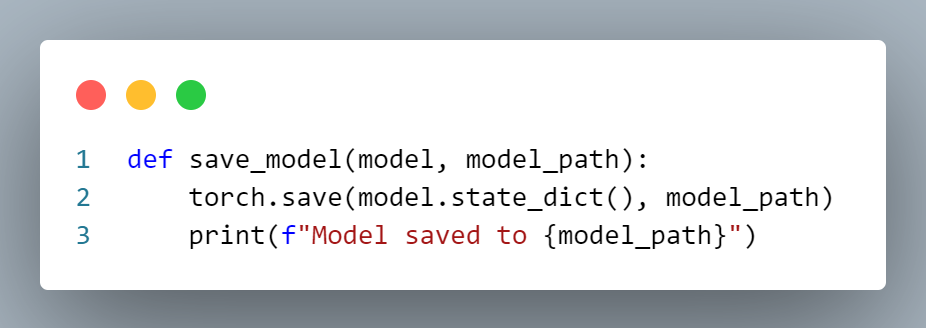 1 def save_model(model, model_path):
2     torch.save(model.state_dict(), model_path)
3     print(f"Model saved to {model_path}")